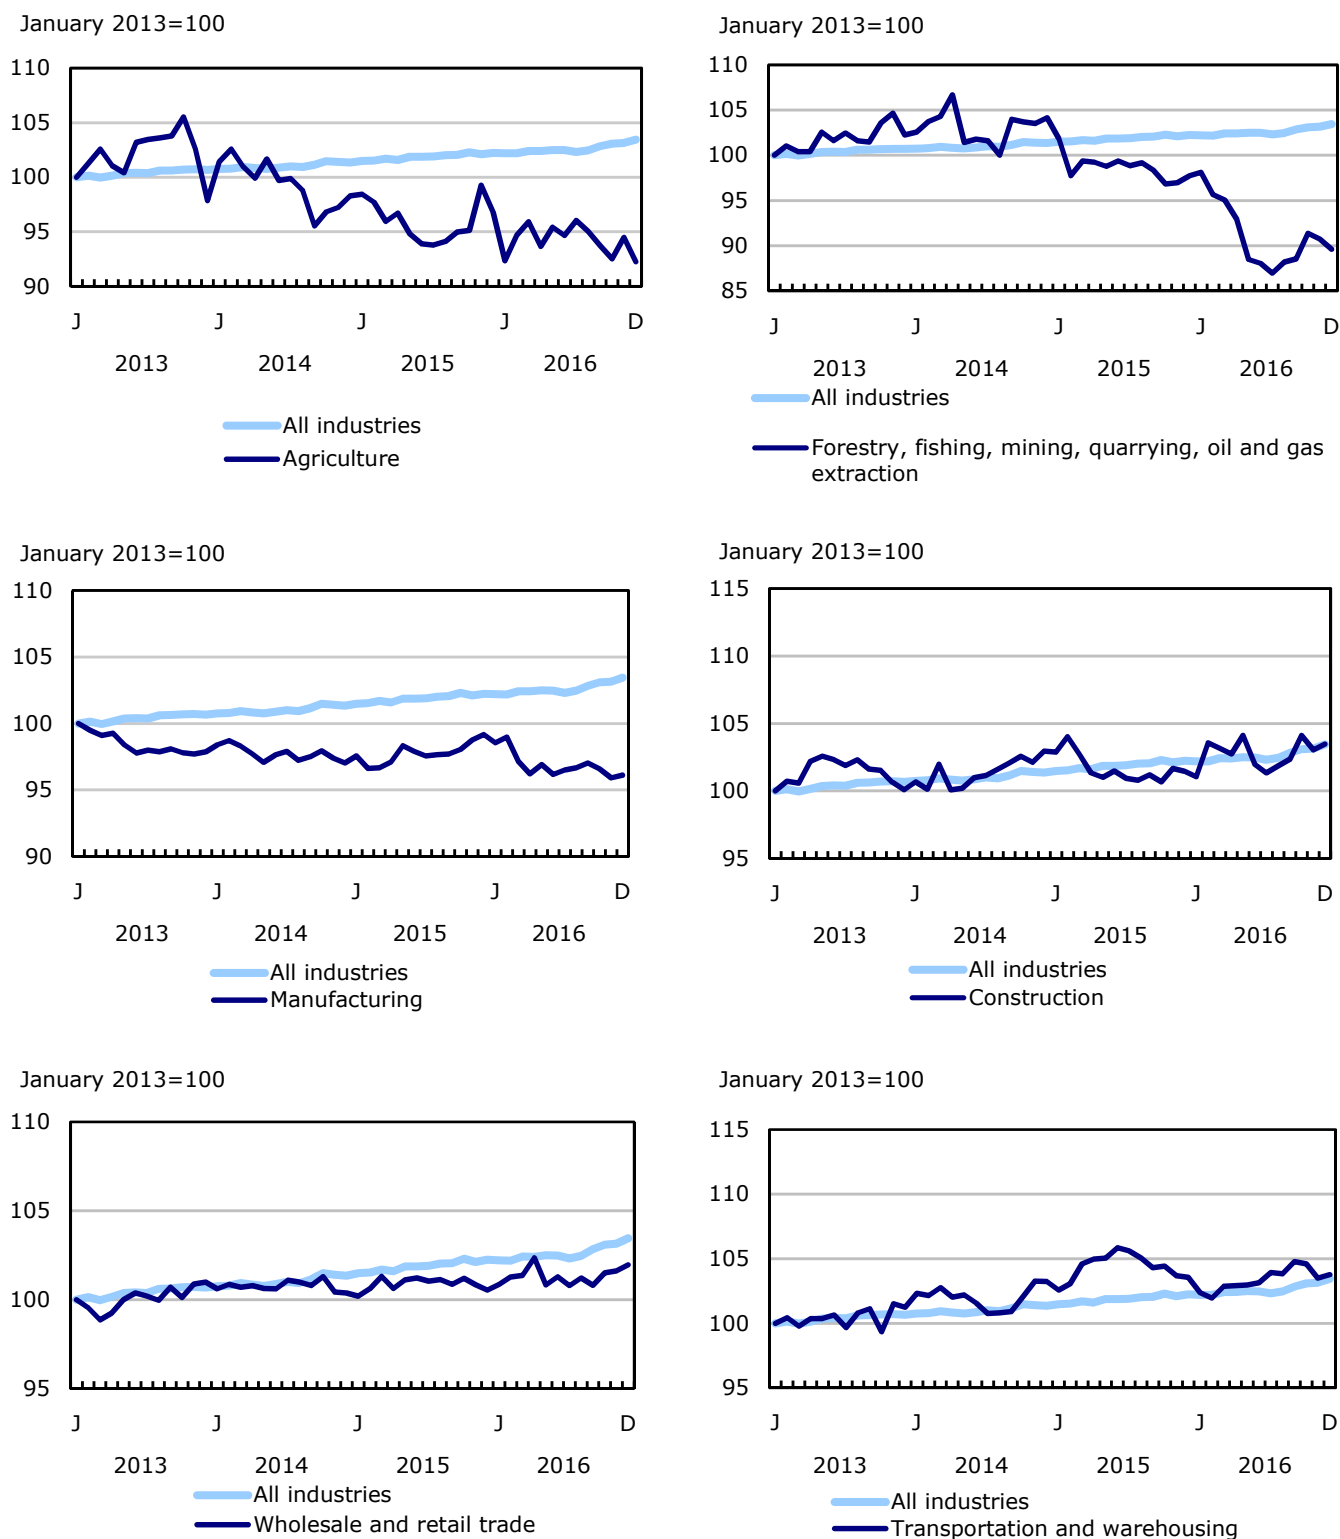 January 2013=100
110
105
100
95
90
J J J J D
2013 2014 2015 2016
All industries
Agriculture
January 2013=100
110
105
100
95
90
85
J J J J D
2013 2014 2015 2016
All industries
Forestry, fishing, mining, quarrying, oil and gas
extraction
January 2013=100
110
105
100
95
90
J J J J D
2013 2014 2015 2016
All industries
Manufacturing
January 2013=100
115
110
105
100
95
J J J J D
2013 2014 2015 2016
All industries
Construction
January 2013=100
110
105
100
95
J J J J D
2013 2014 2015 2016
All industries
Wholesale and retail trade
January 2013=100
115
110
105
100
95
J J J J D
2013 2014 2015 2016
All industries
Transportation and warehousing